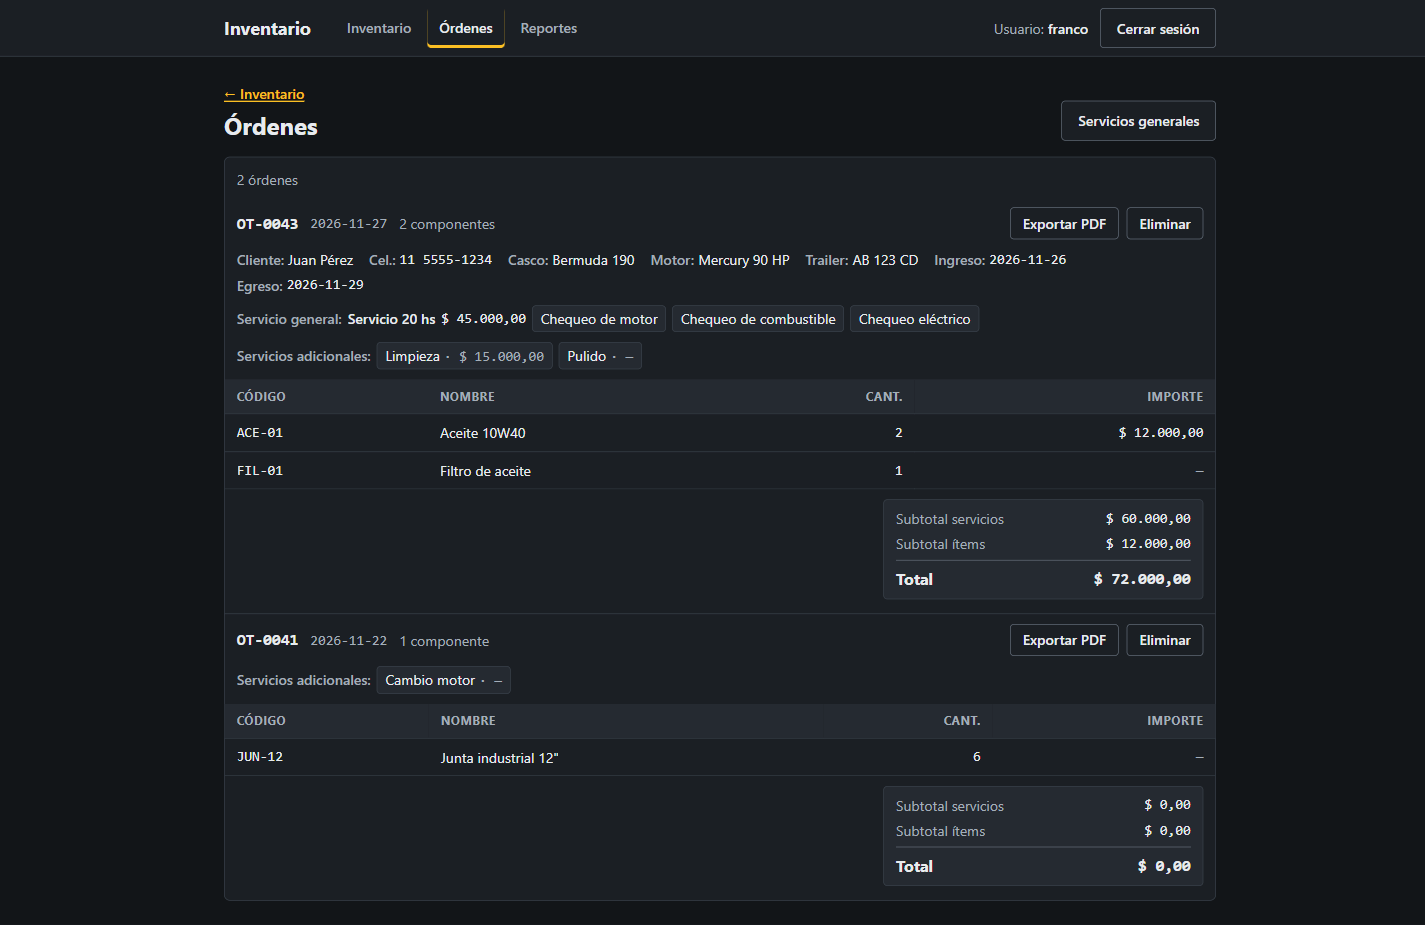 Inventario Inventario Órdenes Reportes Usuario: franco Cerrar sesión
← Inventario
Órdenes Servicios generales
2 órdenes
OT-0043 2026-11-27 2 componentes Exportar PDF Eliminar
Cliente: Juan Pérez Cel.: 11 5555-1234 Casco: Bermuda 190 Motor: Mercury 90 HP Trailer: AB 123 CD Ingreso: 2026-11-26
Egreso: 2026-11-29
Servicio general: Servicio 20 hs $ 45.000,00 Chequeo de motor Chequeo de combustible Chequeo eléctrico
Servicios adicionales: Limpieza · $ 15.000,00 Pulido · –
CÓDIGO NOMBRE CANT. IMPORTE
ACE-01 Aceite 10W40 2 $ 12.000,00
FIL-01 Filtro de aceite 1 –
Subtotal servicios $ 60.000,00
Subtotal ítems $ 12.000,00
Total $ 72.000,00
OT-0041 2026-11-22 1 componente Exportar PDF Eliminar
Servicios adicionales: Cambio motor · –
CÓDIGO NOMBRE CANT. IMPORTE
JUN-12 Junta industrial 12" 6 –
Subtotal servicios $ 0,00
Subtotal ítems $ 0,00
Total $ 0,00